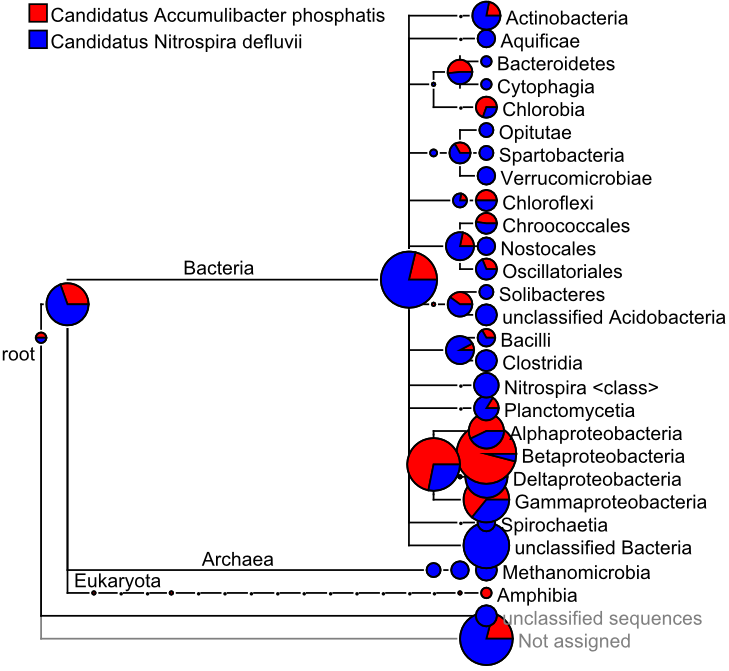 Candidatus Accumulibacter phosphatis
Candidatus Nitrospira defluvii
Actinobacteria
Aquificae
Bacteroidetes
Cytophagia
Chlorobia
Opitutae
Spartobacteria
Verrucomicrobiae
Chloroflexi
Chroococcales
Nostocales
Bacteria
Oscillatoriales
Solibacteres
unclassified Acidobacteria
Bacilli
root
Clostridia
Nitrospira <class>
Planctomycetia
Alphaproteobacteria
Betaproteobacteria
Deltaproteobacteria
Gammaproteobacteria
Spirochaetia
unclassified Bacteria
Archaea
Methanomicrobia
Eukaryota
Amphibia
unclassified sequences
Not assigned